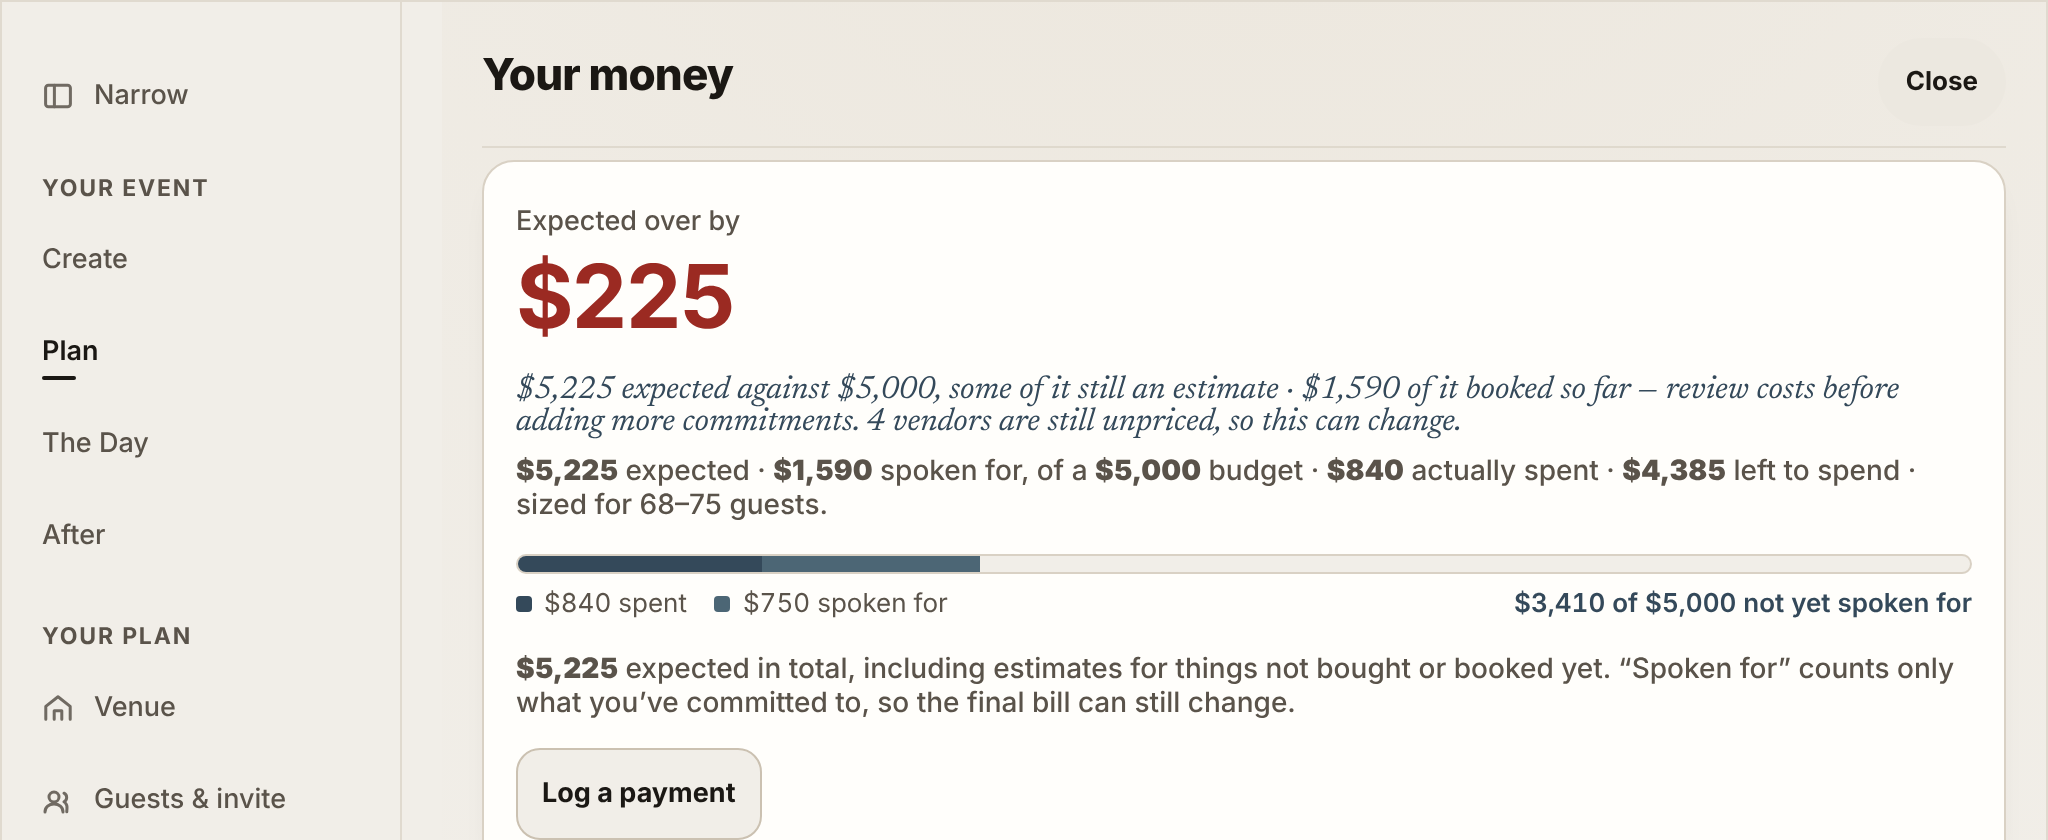 Narrow
YOUR EVENT
Create
Plan
The Day
After
YOUR PLAN
Venue
Guests & invite
Your money
Close
Expected over by
$225
$5,225 expected against $5,000, some of it still an estimate · $1,590 of it booked so far – review costs before
adding more commitments. 4 vendors are still unpriced, so this can change.
$5,225 expected · $1,590 spoken for, of a $5,000 budget · $840 actually spent · $4,385 left to spend ·
sized for 68–75 guests.
$840 spent $750 spoken for $3,410 of $5,000 not yet spoken for
$5,225 expected in total, including estimates for things not bought or booked yet. “Spoken for” counts only
what you’ve committed to, so the final bill can still change.
Log a payment